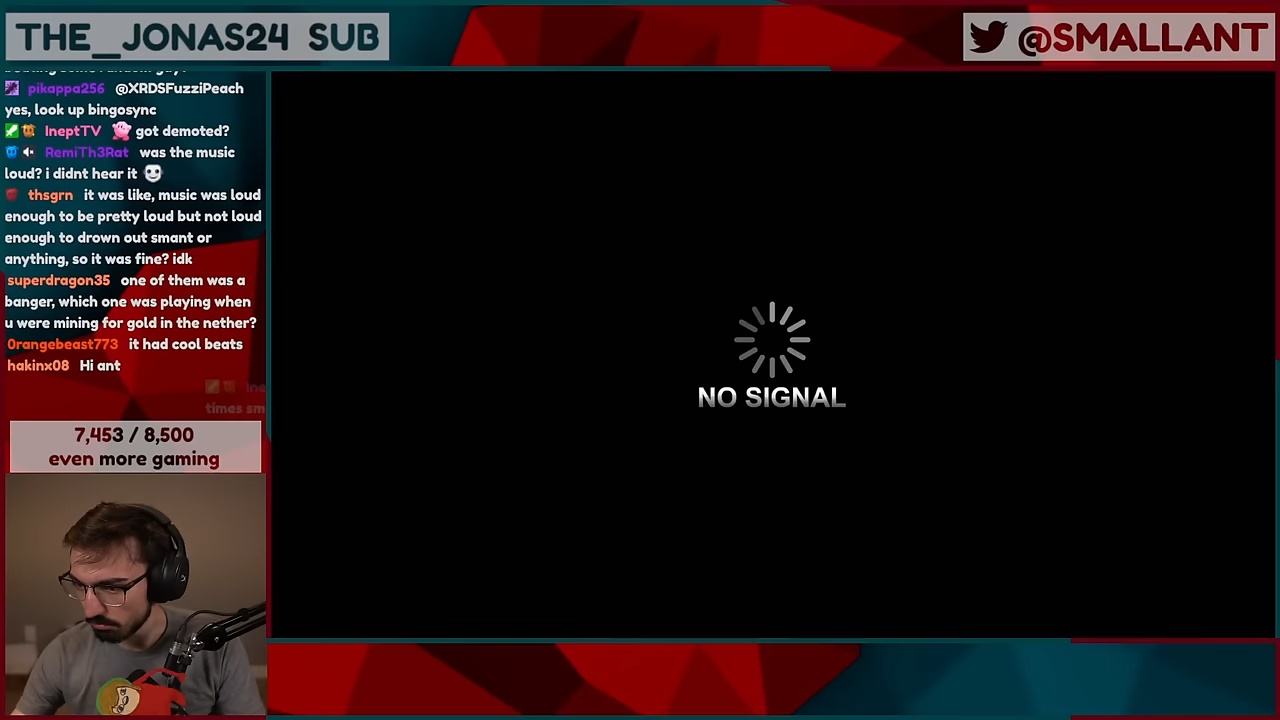 THE_JONAS24 SUB
@SMALLANT
pikappa256 @XRDSFuzziPeach
yes, look up bingosync
IneptTV got demoted?
RemiTh3Rat was the music
loud? i didnt hear it
thsgrn it was like, music was loud
enough to be pretty loud but not loud
enough to drown out smant or
anything, so it was fine? idk
superdragon35 one of them was a
banger, which one was playing when
u were mining for gold in the nether?
0rangebeast773 it had cool beats
hakinx08 Hi ant
times sm
7,453 / 8,500
even more gaming
NO SIGNAL